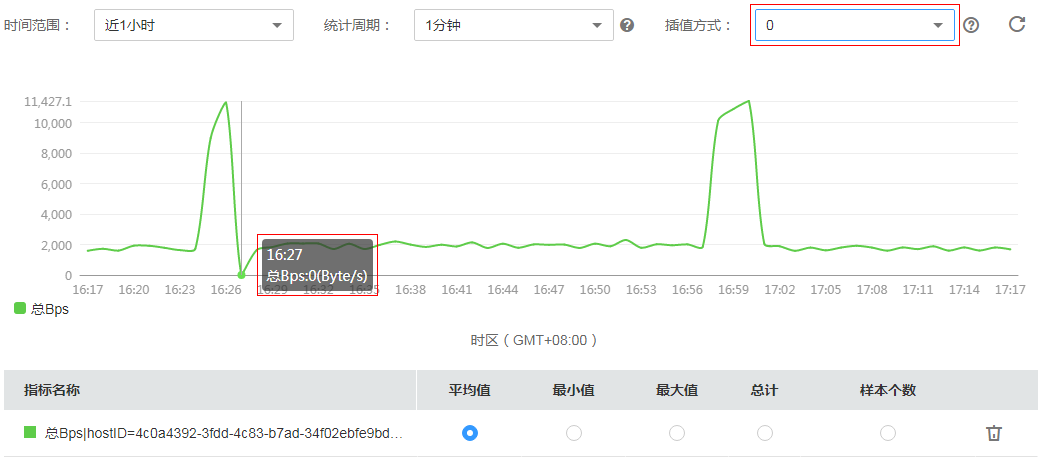 时间范围： 近1小时 统计周期： 1分钟 插值方式： 0
11,427.1
10,000
8,000
6,000
4,000
2,000
0
16:27
总Bps:0(Byte/s)
16:17 16:20 16:23 16:26 16:29 16:32 16:35 16:38 16:41 16:44 16:47 16:50 16:53 16:56 16:59 17:02 17:05 17:08 17:11 17:14 17:17
总Bps
时区（GMT+08:00）
指标名称 平均值 最小值 最大值 总计 样本个数
总Bps|hostID=4c0a4392-3fdd-4c83-b7ad-34f02ebfe9bd...